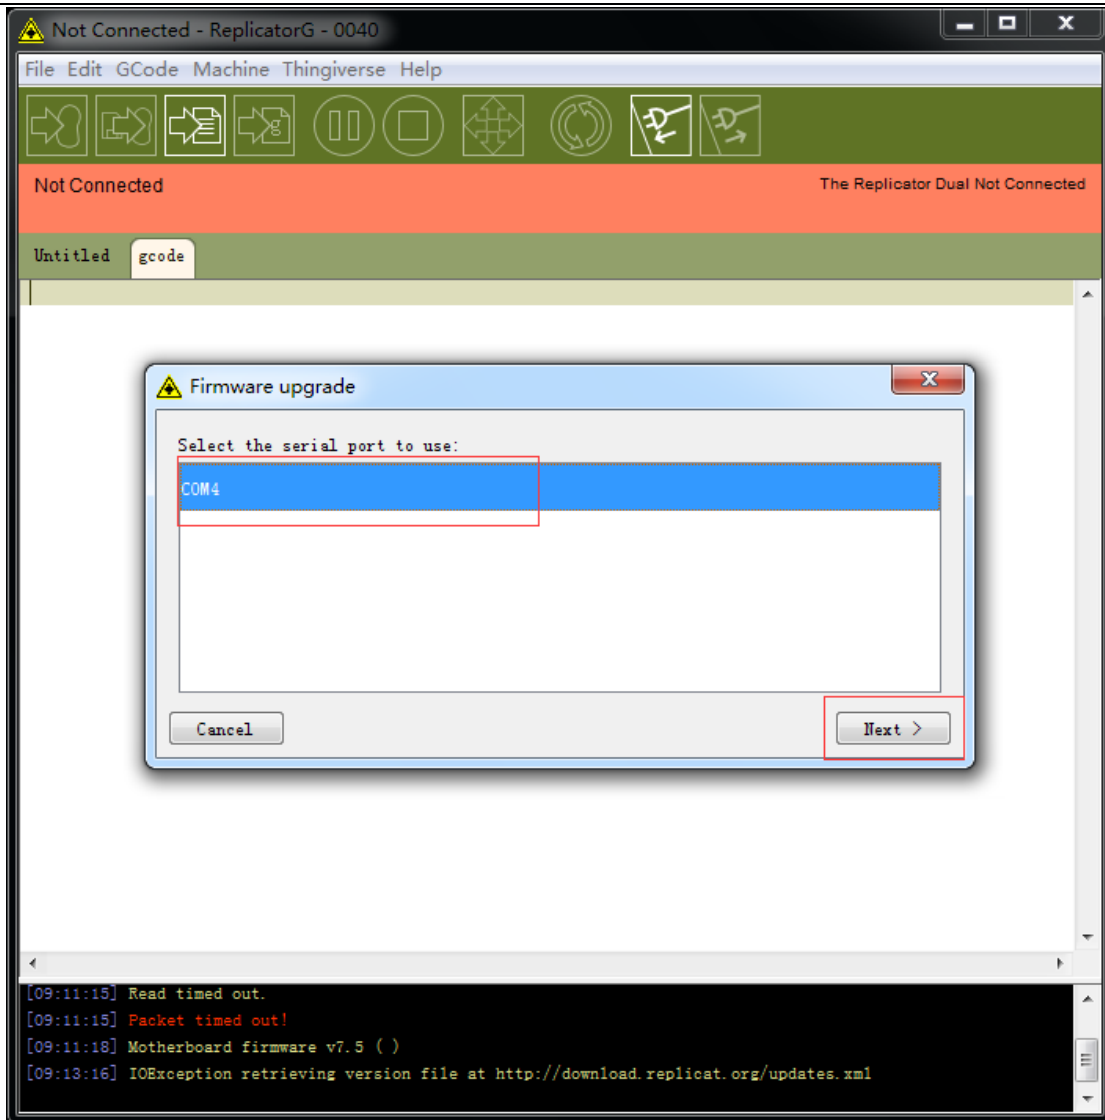 Not Connected - ReplicatorG - 0040
File Edit GCode Machine Thingiverse Help
Not Connected
The Replicator Dual Not Connected
Untitled gcode
Firmware upgrade
Select the serial port to use:
COM4
Cancel
Next >
[09:11:15] Read timed out.
[09:11:15] Packet timed out!
[09:11:18] Motherboard firmware v7.5 ( )
[09:13:16] IOException retrieving version file at http://download.replicat.org/updates.xml